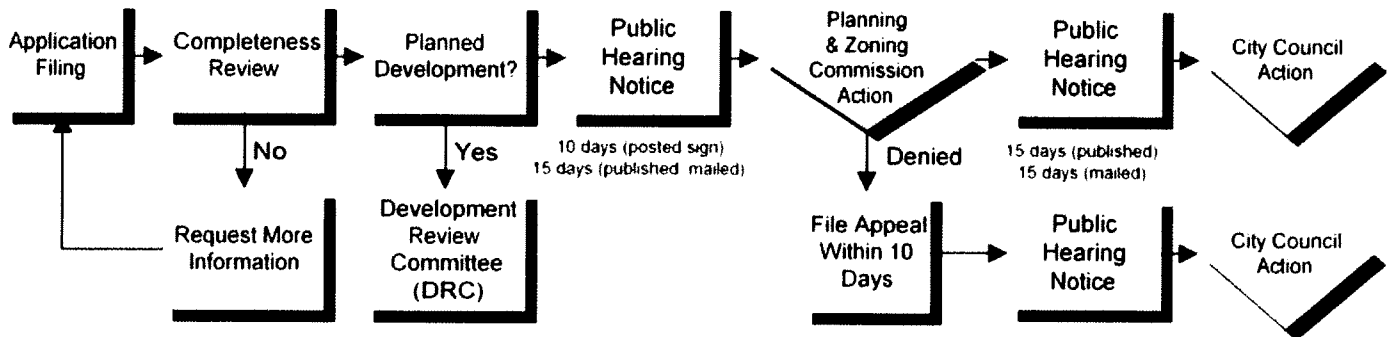 Application
Filing
Completeness
Review
Planned
Development?
Public
Hearing
Notice
Planning
& Zoning
Commission
Action
Public
Hearing
Notice
City Council
Action
No
Yes
10 days (posted sign)
15 days (published mailed)
Denied
15 days (published)
15 days (mailed)
Request More
Information
Development
Review
Committee
(DRC)
File Appeal
Within 10
Days
Public
Hearing
Notice
City Council
Action